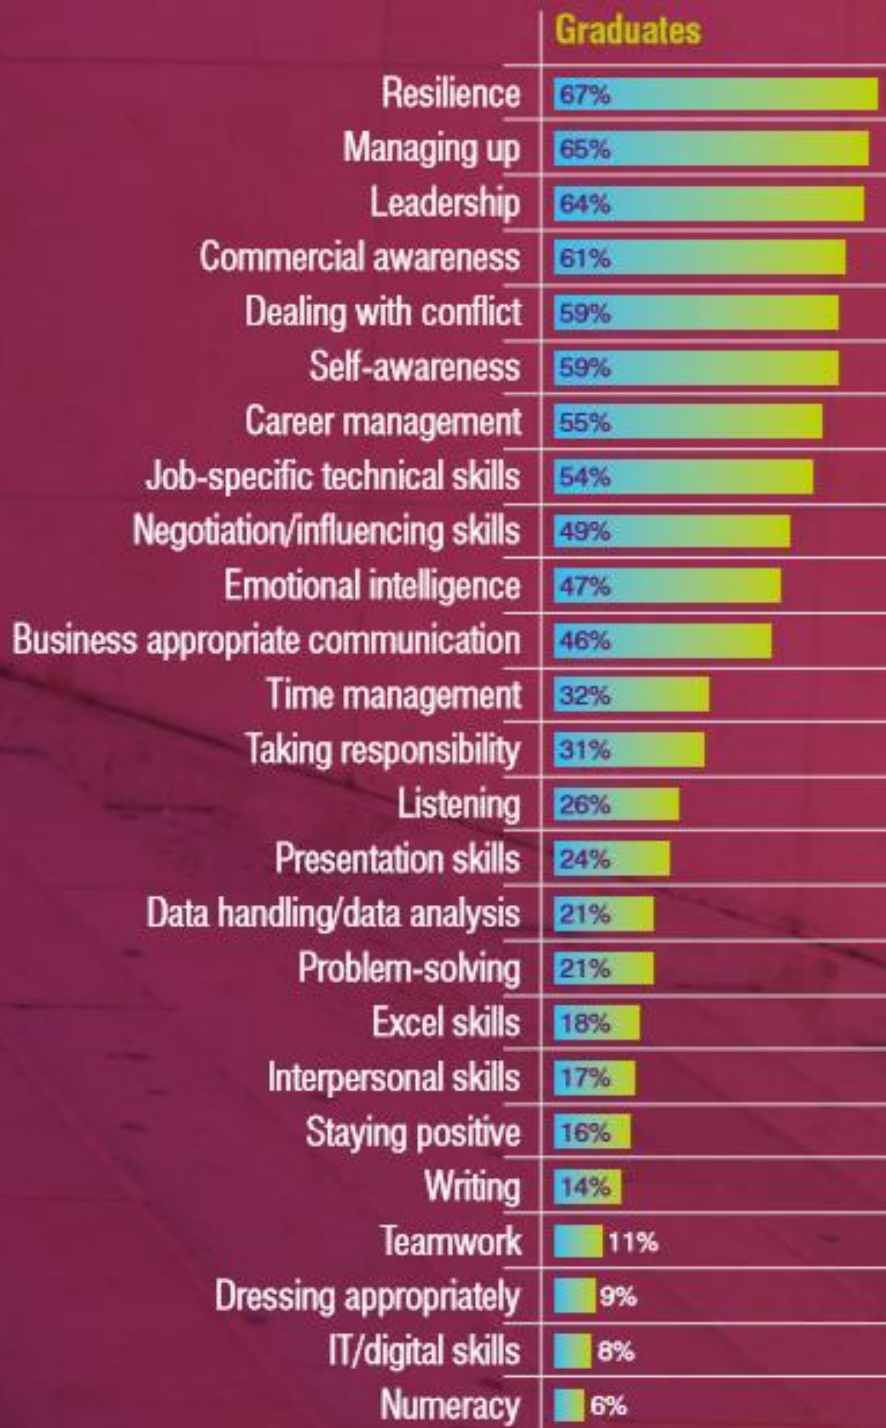 Graduates
Resilience 67%
Managing up 65%
Leadership 64%
Commercial awareness 61%
Dealing with conflict 59%
Self-awareness 59%
Career management 55%
Job-specific technical skills 54%
Negotiation/influencing skills 49%
Emotional intelligence 47%
Business appropriate communication 46%
Time management 32%
Taking responsibility 31%
Listening 26%
Presentation skills 24%
Data handling/data analysis 21%
Problem-solving 21%
Excel skills 18%
Interpersonal skills 17%
Staying positive 16%
Writing 14%
Teamwork 11%
Dressing appropriately 9%
IT/digital skills 8%
Numeracy 6%